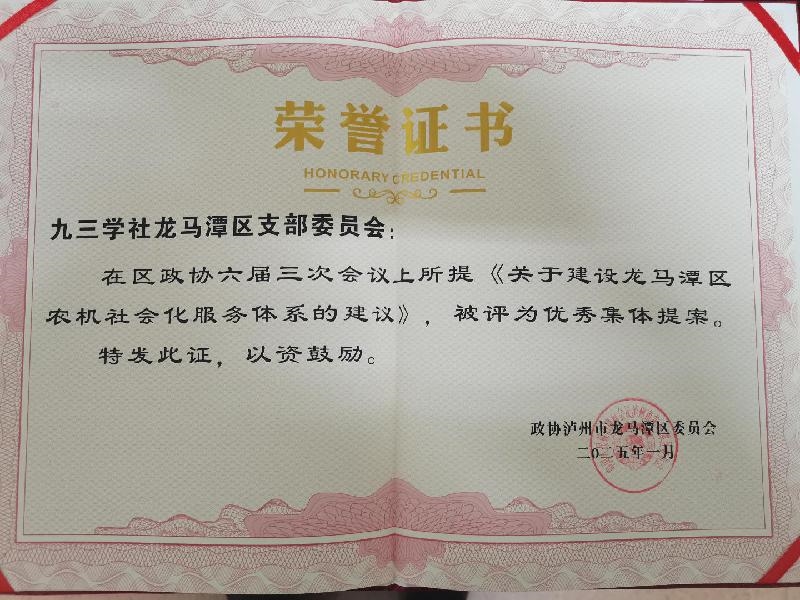 荣誉证书
HONORARY CREDENTIAL
九三学社龙马潭区支部委员会：
在区政协六届三次会议上所提《关于建设龙马潭区
农机社会化服务体系的建议》，被评为优秀集体提案。
特发此证，以资鼓励。
政协泸州市龙马潭区委员会
二〇二五年一月